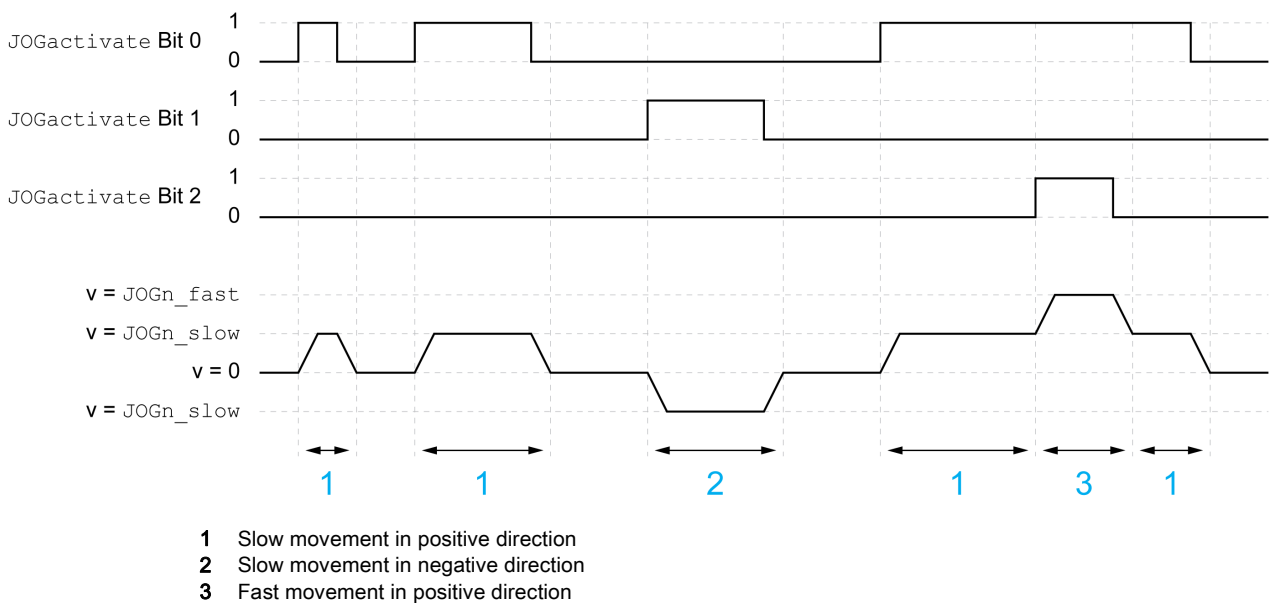 1
JOGactivate Bit 0
0
1
JOGactivate Bit 1
0
1
JOGactivate Bit 2
0
v = JOGn_fast
v = JOGn_slow
v = 0
v = JOGn_slow
1 1 2 1 3 1
1 Slow movement in positive direction
2 Slow movement in negative direction
3 Fast movement in positive direction